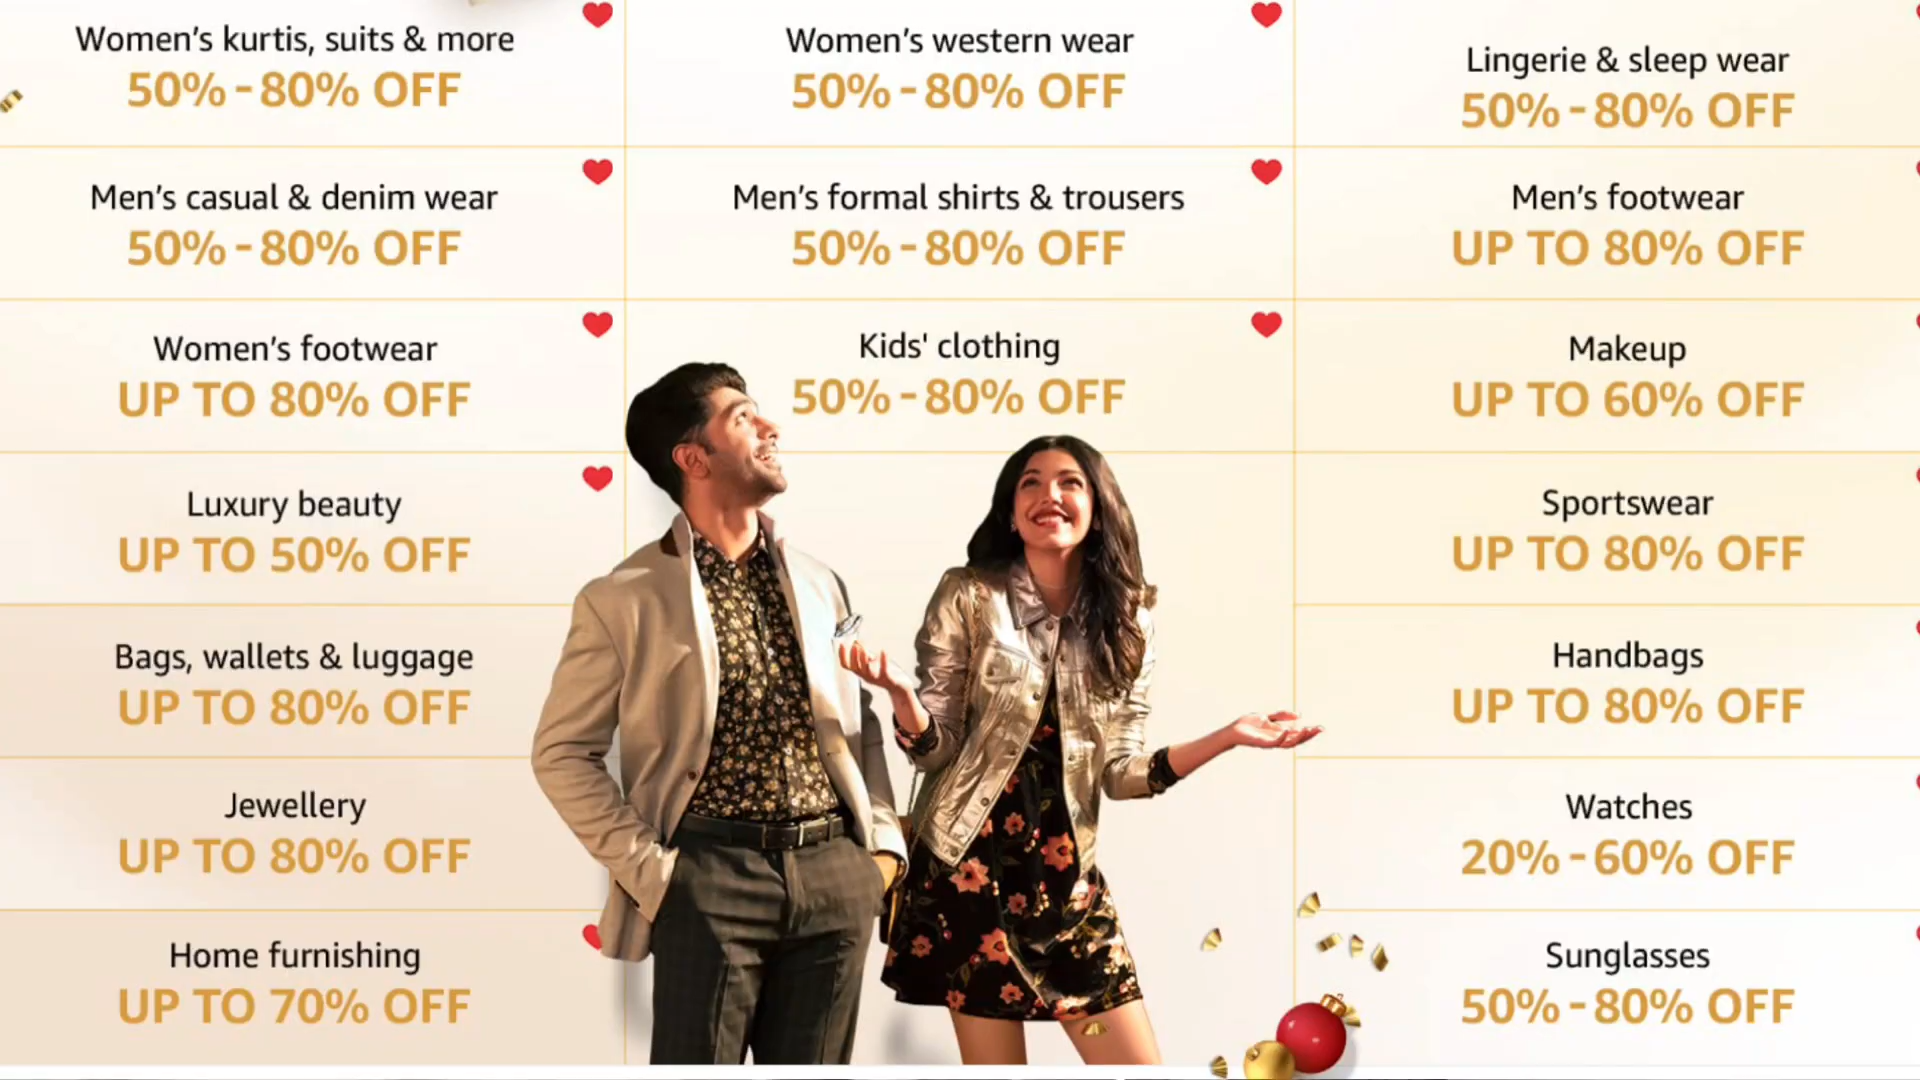 Women's kurtis, suits & more
50%-80% OFF
Women's western wear
50%-80% OFF
Lingerie & sleep wear
50%-80% OFF
Men's casual & denim wear
50%-80% OFF
Men's formal shirts & trousers
50%-80% OFF
Men's footwear
UP TO 80% OFF
Women's footwear
UP TO 80% OFF
Kids' clothing
50%-80% OFF
Makeup
UP TO 60% OFF
Luxury beauty
UP TO 50% OFF
Sportswear
UP TO 80% OFF
Bags, wallets & luggage
UP TO 80% OFF
Handbags
UP TO 80% OFF
Jewellery
UP TO 80% OFF
Watches
20%-60% OFF
Home furnishing
UP TO 70% OFF
Sunglasses
50%-80% OFF